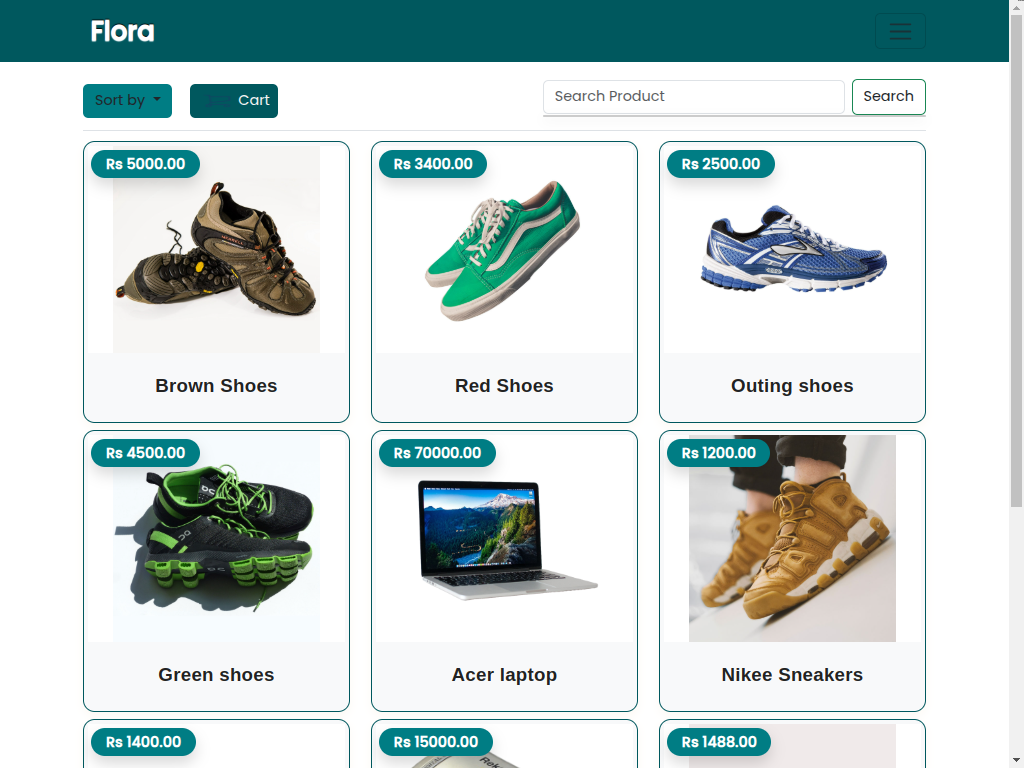 Flora
Sort by
Cart
Search Product
Search
Rs 5000.00
Rs 3400.00
Rs 2500.00
MERRELL
Brown Shoes
Red Shoes
Outing shoes
Rs 4500.00
Rs 70000.00
Rs 1200.00
Green shoes
Acer laptop
Nikee Sneakers
Rs 1400.00
Rs 15000.00
Rs 1488.00